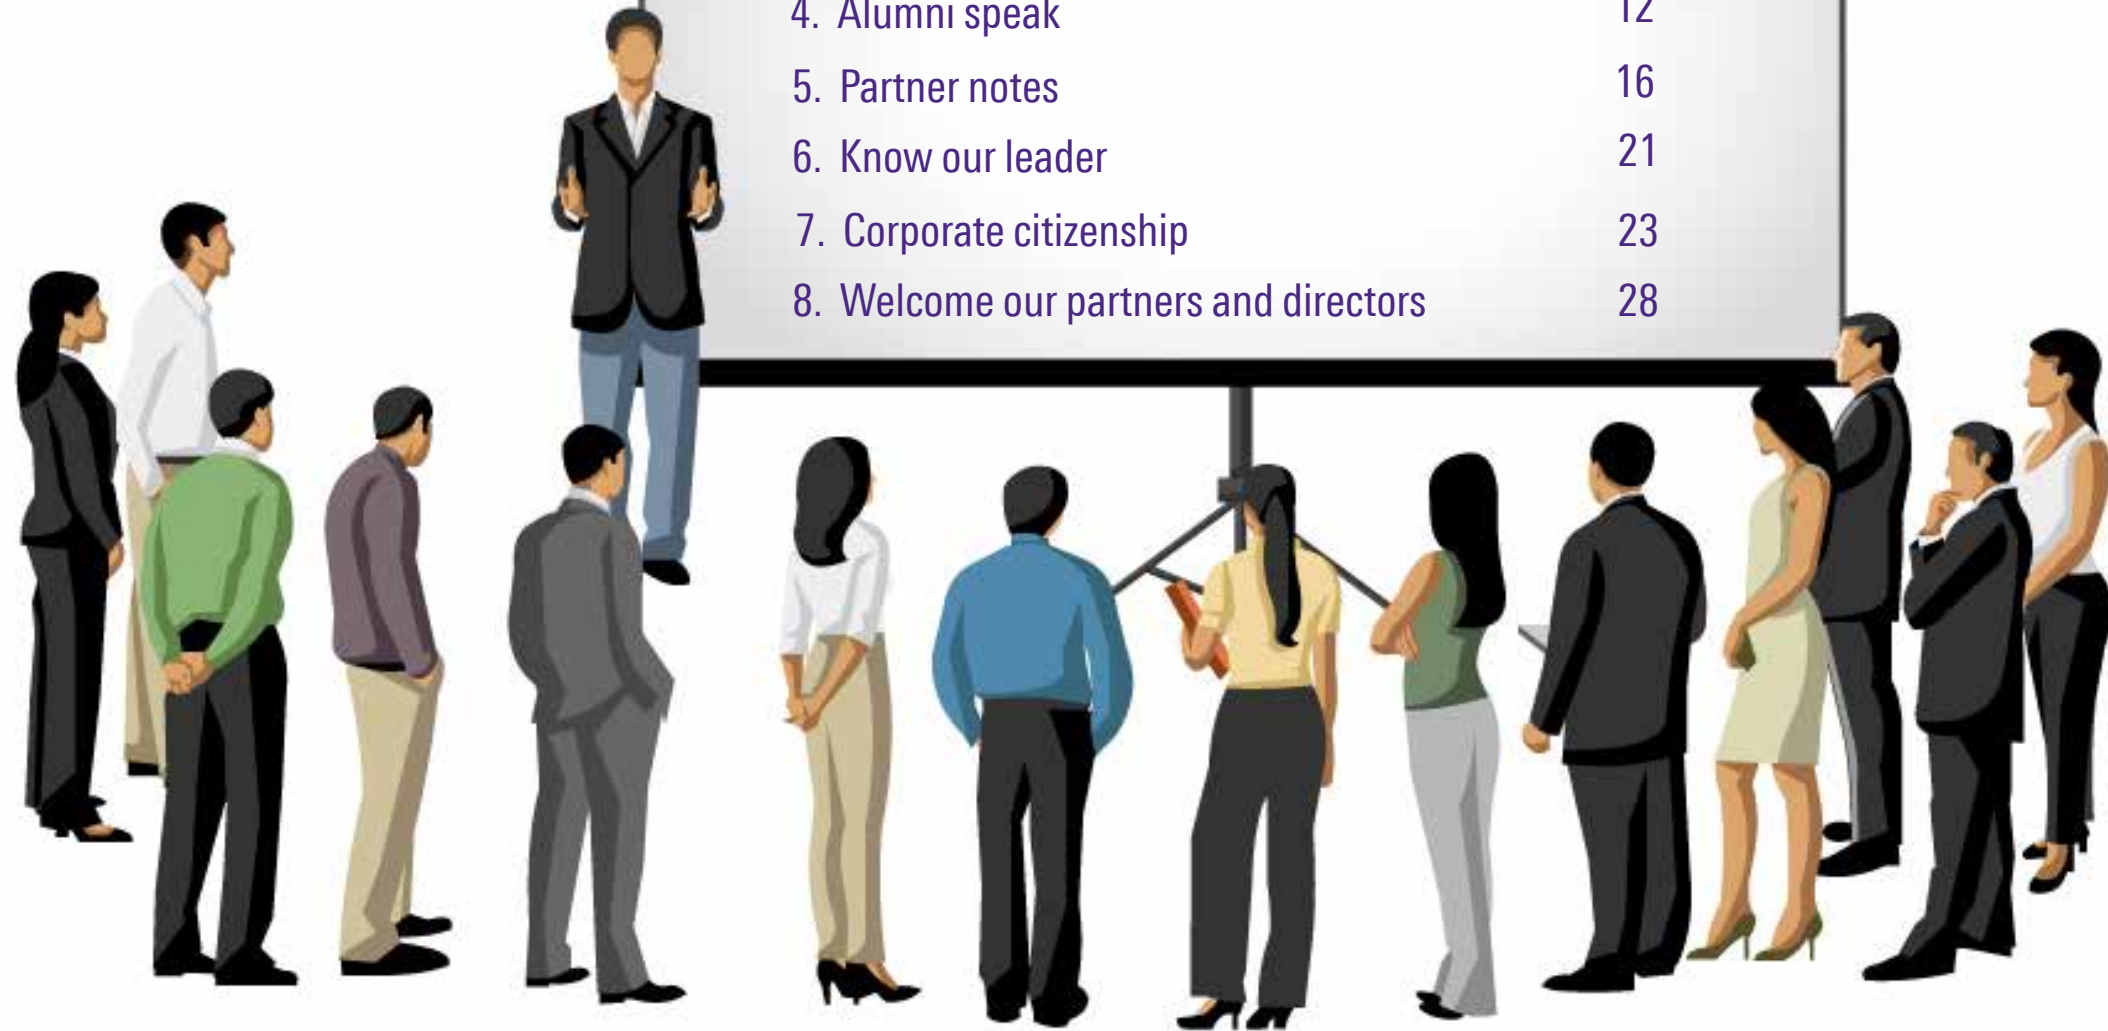 4. Alumni speak 12
5. Partner notes 16
6. Know our leader 21
7. Corporate citizenship 23
8. Welcome our partners and directors 28